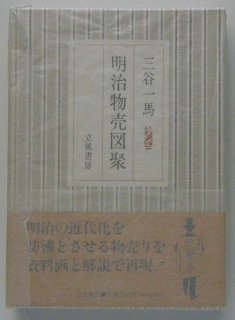 三谷一馬
明治物売図聚
立風書房
明治の近代化を
彷彿とさせる物売りを
資料画と解説で再現。